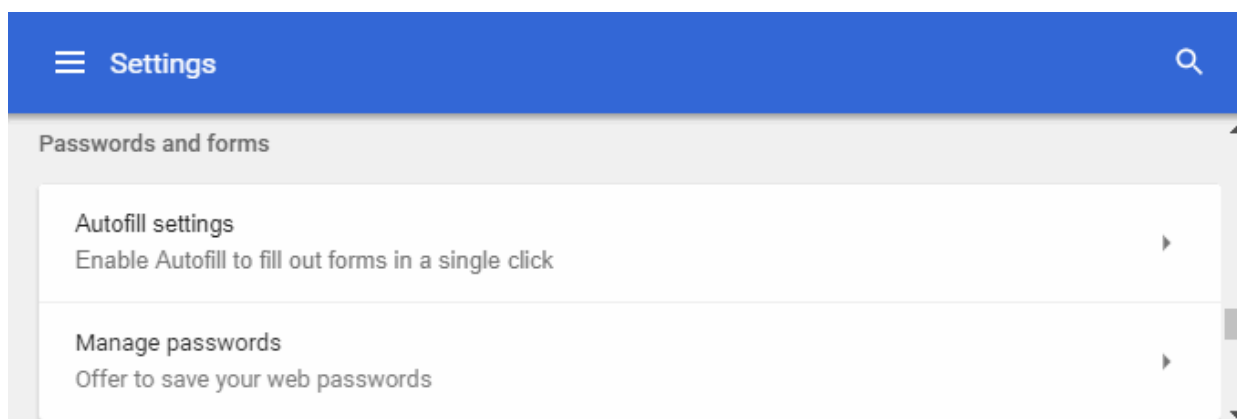 Settings
Passwords and forms
Autofill settings
Enable Autofill to fill out forms in a single click
Manage passwords
Offer to save your web passwords